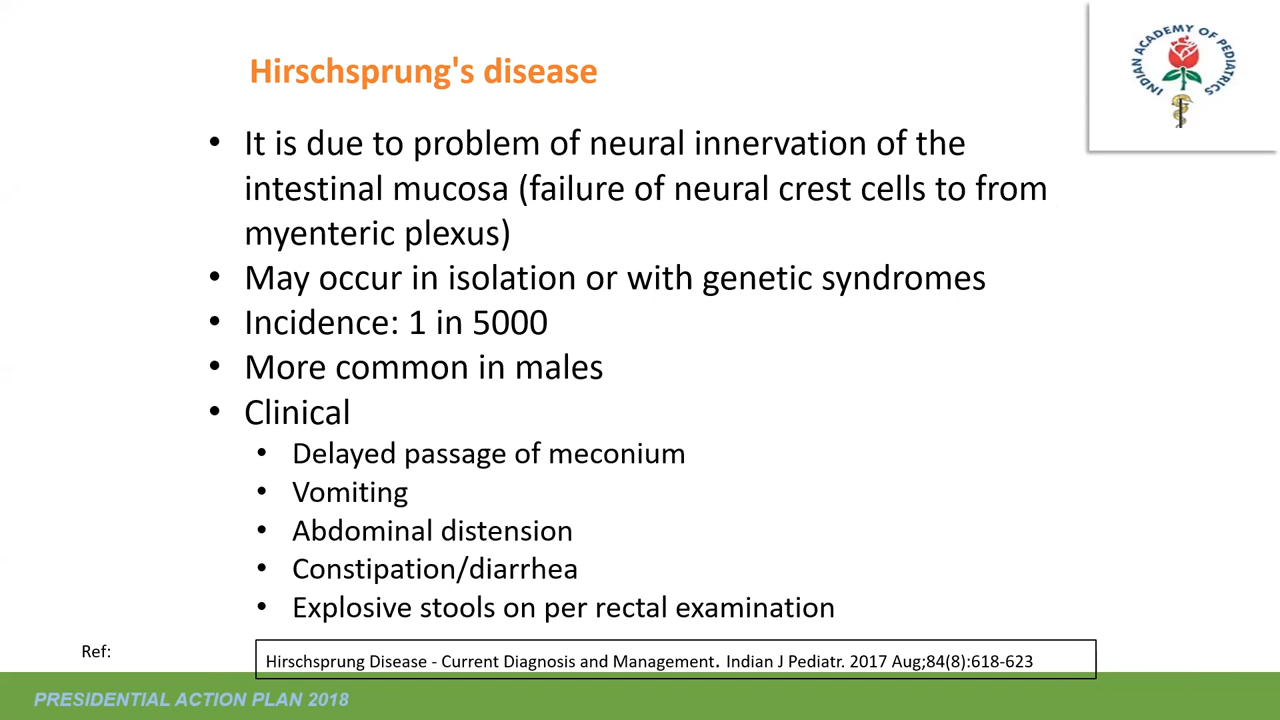 INDIAN ACADEMY OF PEDIATRICS
Hirschsprung's disease
• It is due to problem of neural innervation of the
intestinal mucosa (failure of neural crest cells to from
myenteric plexus)
• May occur in isolation or with genetic syndromes
• Incidence: 1 in 5000
• More common in males
• Clinical
• Delayed passage of meconium
• Vomiting
• Abdominal distension
• Constipation/diarrhea
• Explosive stools on per rectal examination
Ref:
Hirschsprung Disease - Current Diagnosis and Management. Indian J Pediatr. 2017 Aug;84(8):618-623
PRESIDENTIAL ACTION PLAN 2018